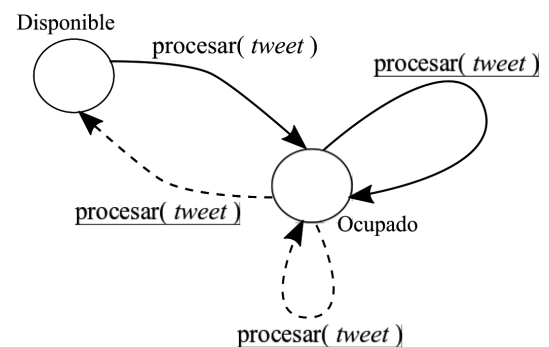 Disponible
procesar( tweet )
procesar( tweet )
procesar( tweet )
Ocupado
procesar( tweet )